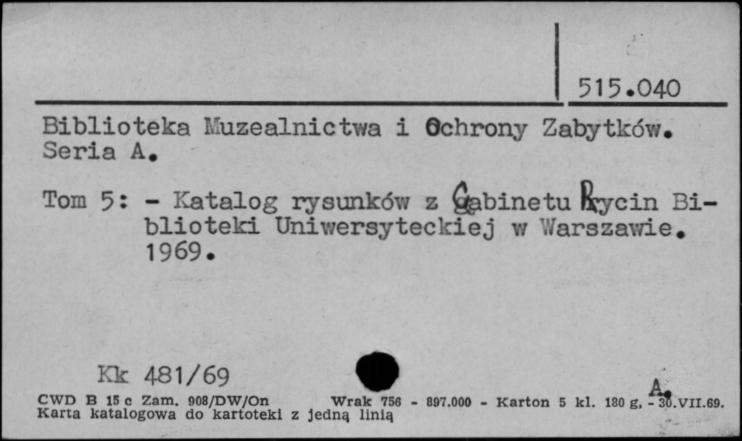 515.040
Biblioteka Muzealnictwa i Ochrony Zabytków.
Seria A.
Tom 5: - Katalog rysunków z Gabinetu Rycin Bi-
blioteki Uniwersyteckiej w Warszawie.
1969.
Kk 481/69
A.
CWD B 15 c Zam. 908/DW/On Wrak 756 - 897.000 - Karton 5 kl. 180 g. - 30.VII.69.
Karta katalogowa do kartoteki z jedną linią